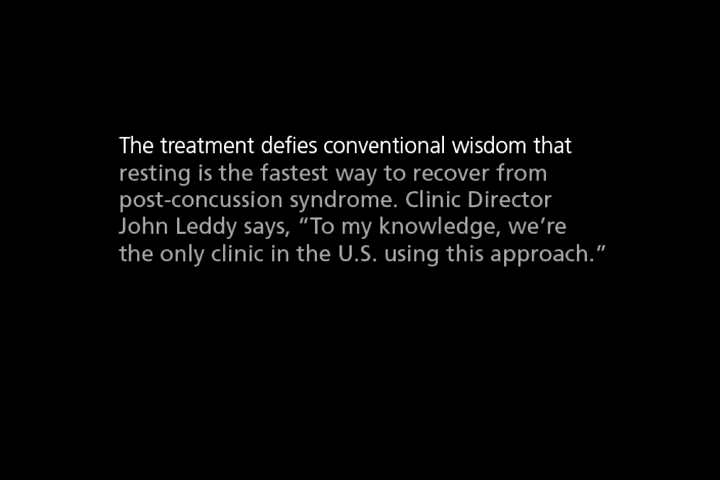 The treatment defies conventional wisdom that
resting is the fastest way to recover from
post-concussion syndrome. Clinic Director
John Leddy says, “To my knowledge, we’re
the only clinic in the U.S. using this approach.”